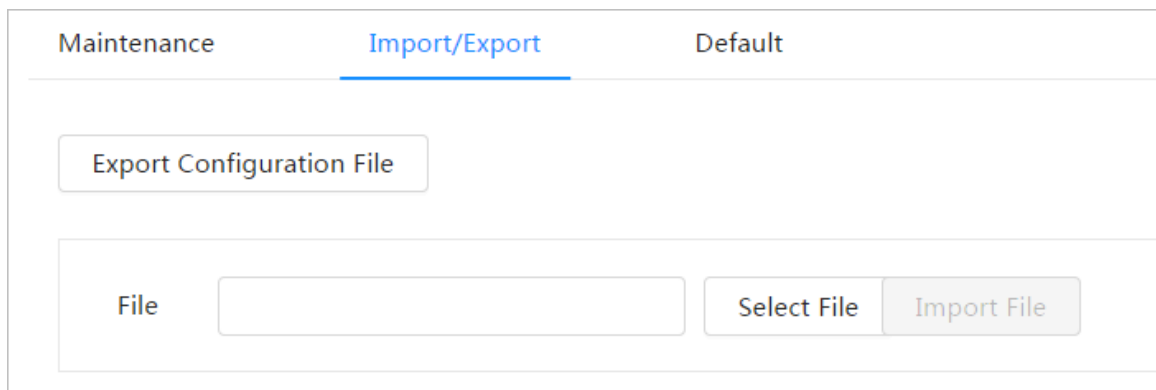 Maintenance Import/Export Default
Export Configuration File
File Select File Import File